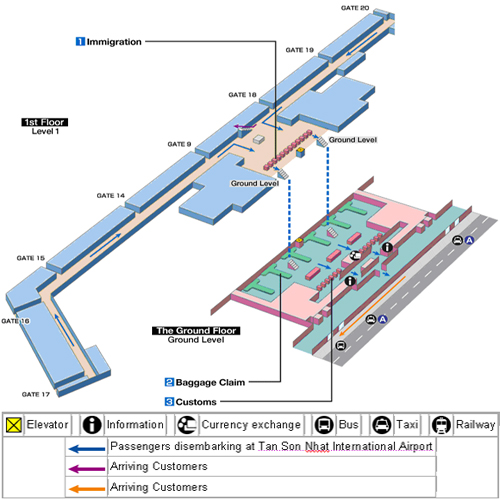 GATE 20
1 Immigration
GATE 19
GATE 18
1st Floor
Level 1
GATE 9
Ground Level
Ground Level
GATE 14
GATE 15
GATE 16
GATE 17
A
A
The Ground Floor
Ground Level
2 Baggage Claim
3 Customs
Elevator
Information
Currency exchange
Bus
Taxi
Railway
Passengers disembarking at Tan Son Nhat International Airport
Arriving Customers
Arriving Customers